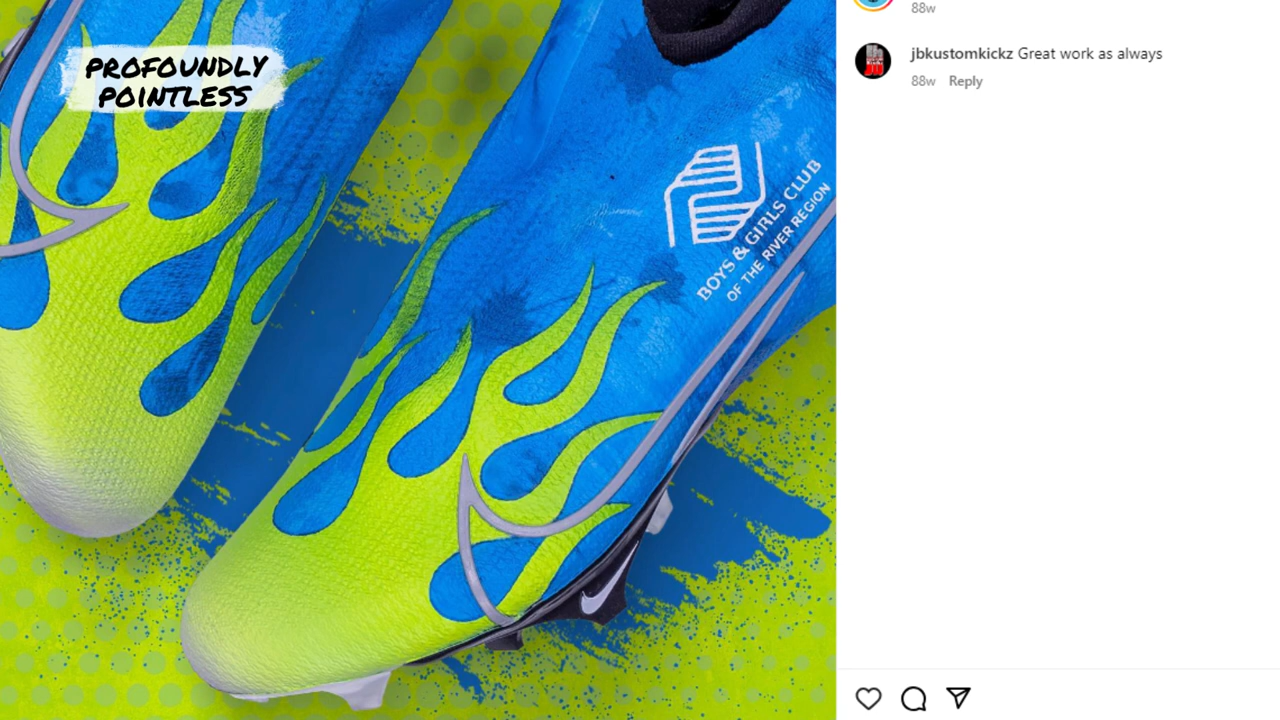 PROFOUNDLY
POINTLESS
BOYS & GIRLS CLUB
OF THE RIVER REGION
88w
jbkustomkickz Great work as always
88w Reply